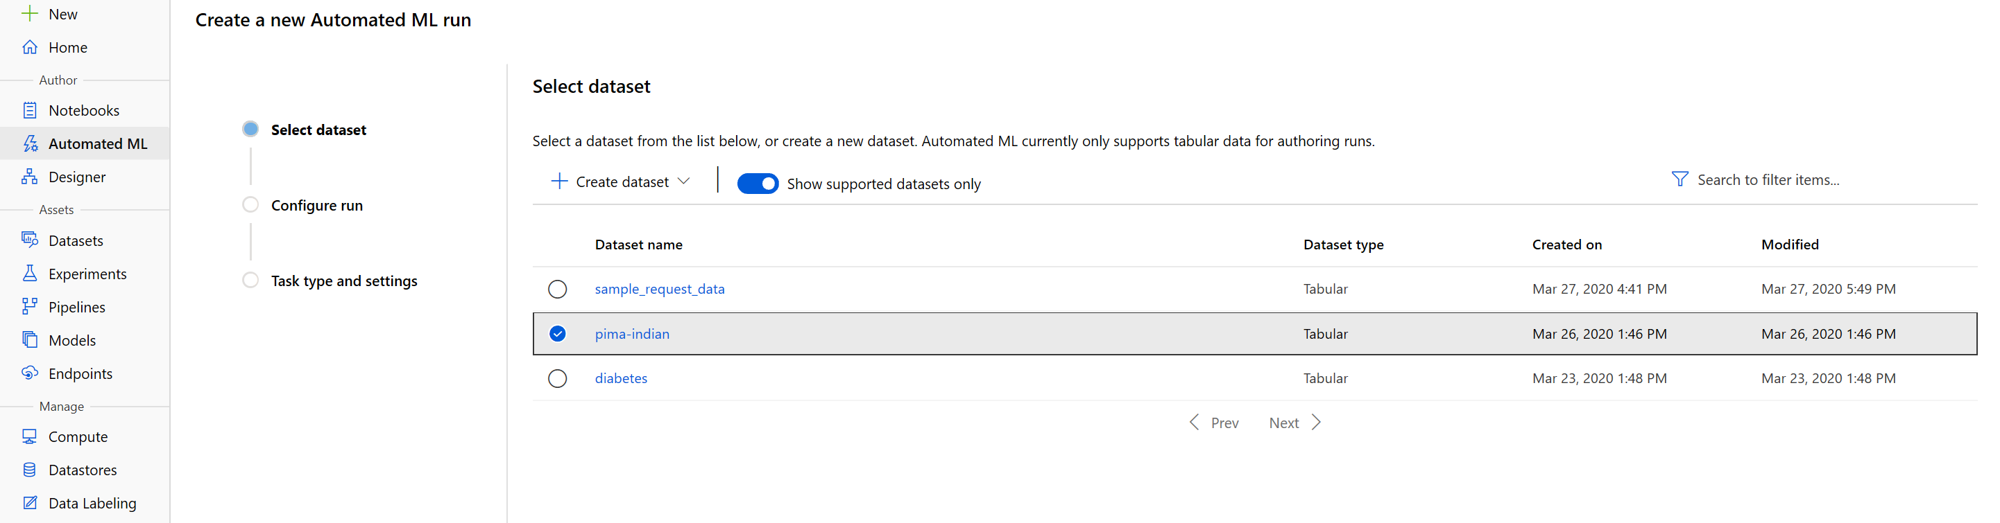 New
Home
Author
Notebooks
Automated ML
Designer
Assets
Datasets
Experiments
Pipelines
Models
Endpoints
Manage
Compute
Datastores
Data Labeling
Create a new Automated ML run
Select dataset
Configure run
Task type and settings
Select dataset
Select a dataset from the list below, or create a new dataset. Automated ML currently only supports tabular data for authoring runs.
Create dataset Show supported datasets only Search to filter items...
Dataset name Dataset type Created on Modified
sample_request_data Tabular Mar 27, 2020 4:41 PM Mar 27, 2020 5:49 PM
pima-indian Tabular Mar 26, 2020 1:46 PM Mar 26, 2020 1:46 PM
diabetes Tabular Mar 23, 2020 1:48 PM Mar 23, 2020 1:48 PM
Prev Next